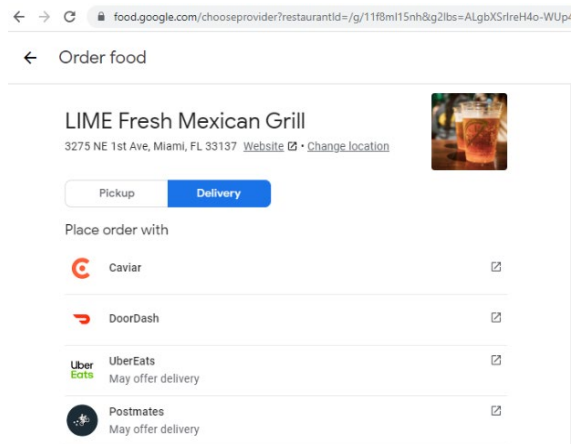 food.google.com/chooseprovider?restaurantId=/g/11f8ml15nh&g2lbs=ALgbXSrlreH4o-WUp4
Order food
LIME Fresh Mexican Grill
3275 NE 1st Ave, Miami, FL 33137 Website • Change location
Pickup Delivery
Place order with
Caviar
DoorDash
Uber Eats
UberEats
May offer delivery
Postmates
May offer delivery